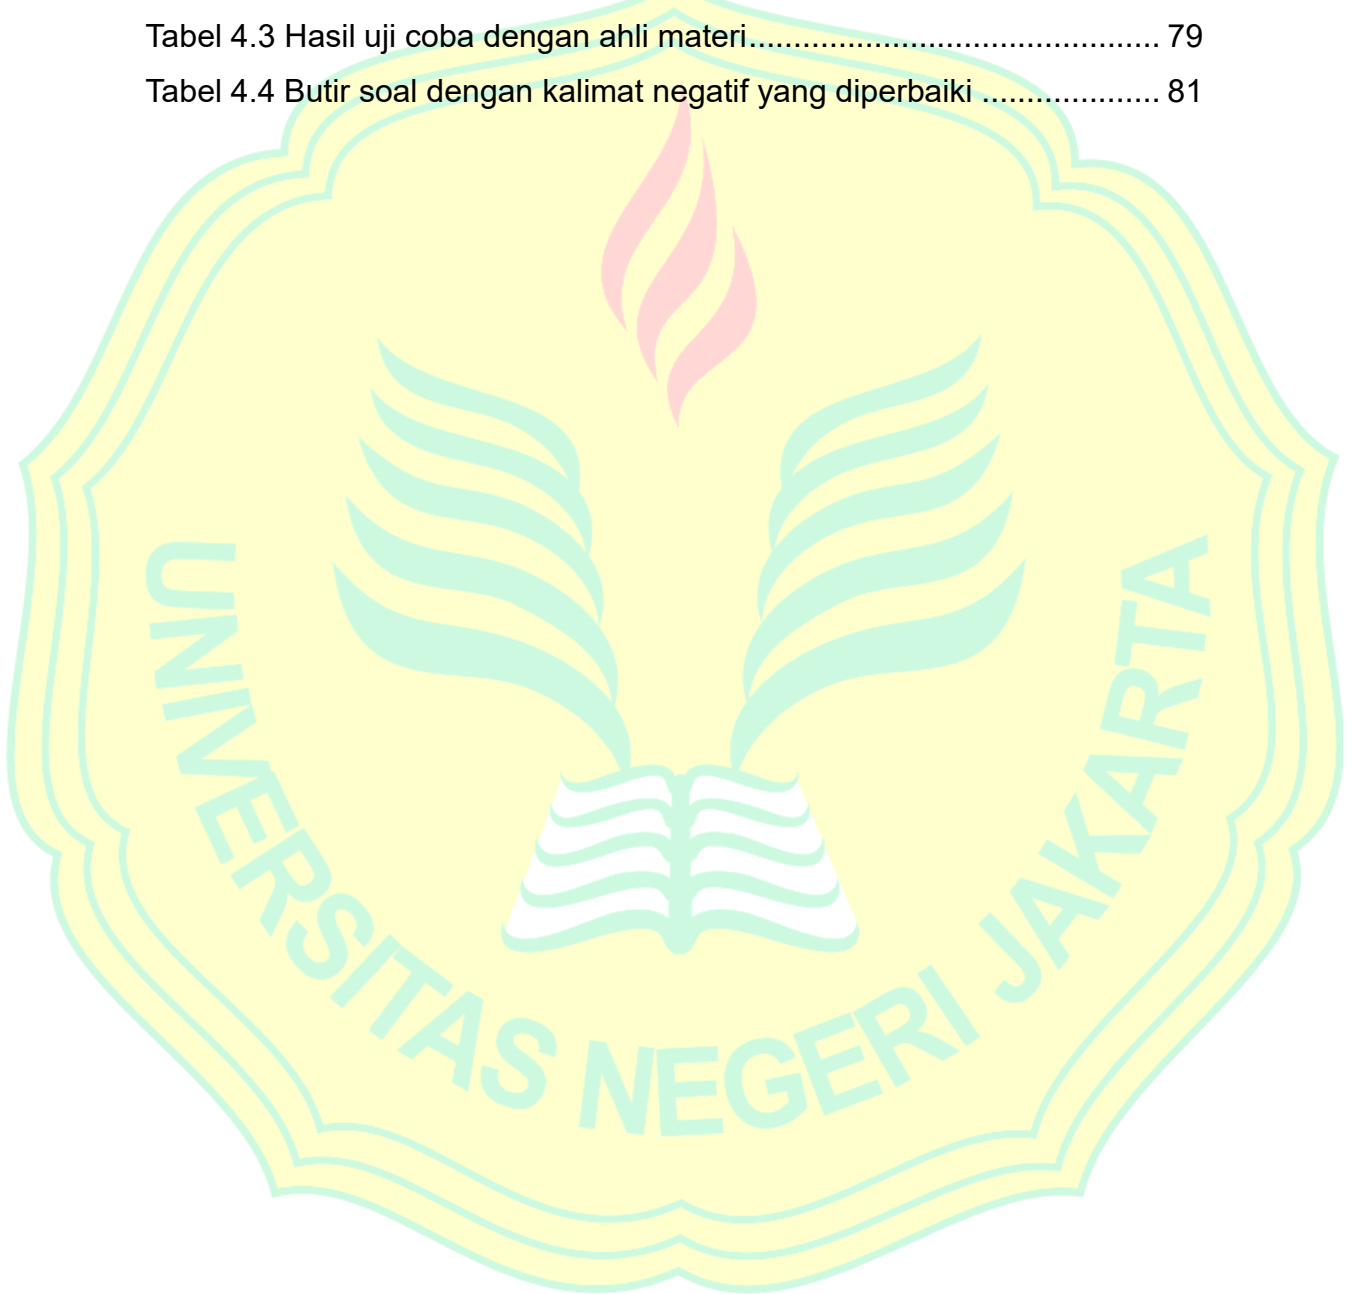 Tabel 4.3 Hasil uji coba dengan ahli materi.............................................. 79
Tabel 4.4 Butir soal dengan kalimat negatif yang diperbaiki .................... 81
UNIVERSITAS NEGERI JAKARTA